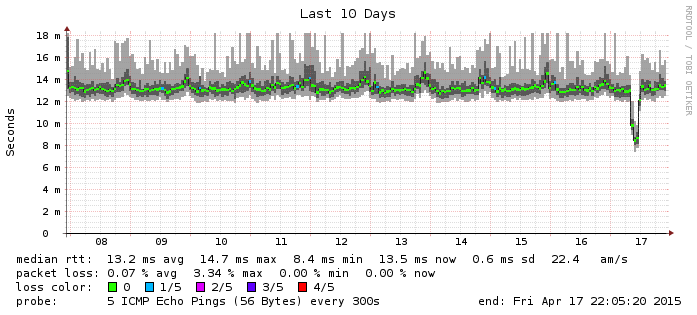 Last 10 Days
RRDTOOL / TOBI OETIKER
Seconds
18 m
16 m
14 m
12 m
10 m
8 m
6 m
4 m
2 m
0
08 09 10 11 12 13 14 15 16 17
median rtt: 13.2 ms avg 14.7 ms max 8.4 ms min 13.5 ms now 0.6 ms sd 22.4 am/s
packet loss: 0.07 % avg 3.34 % max 0.00 % min 0.00 % now
loss color: 0 1/5 2/5 3/5 4/5
probe: 5 ICMP Echo Pings (56 Bytes) every 300s end: Fri Apr 17 22:05:20 2015